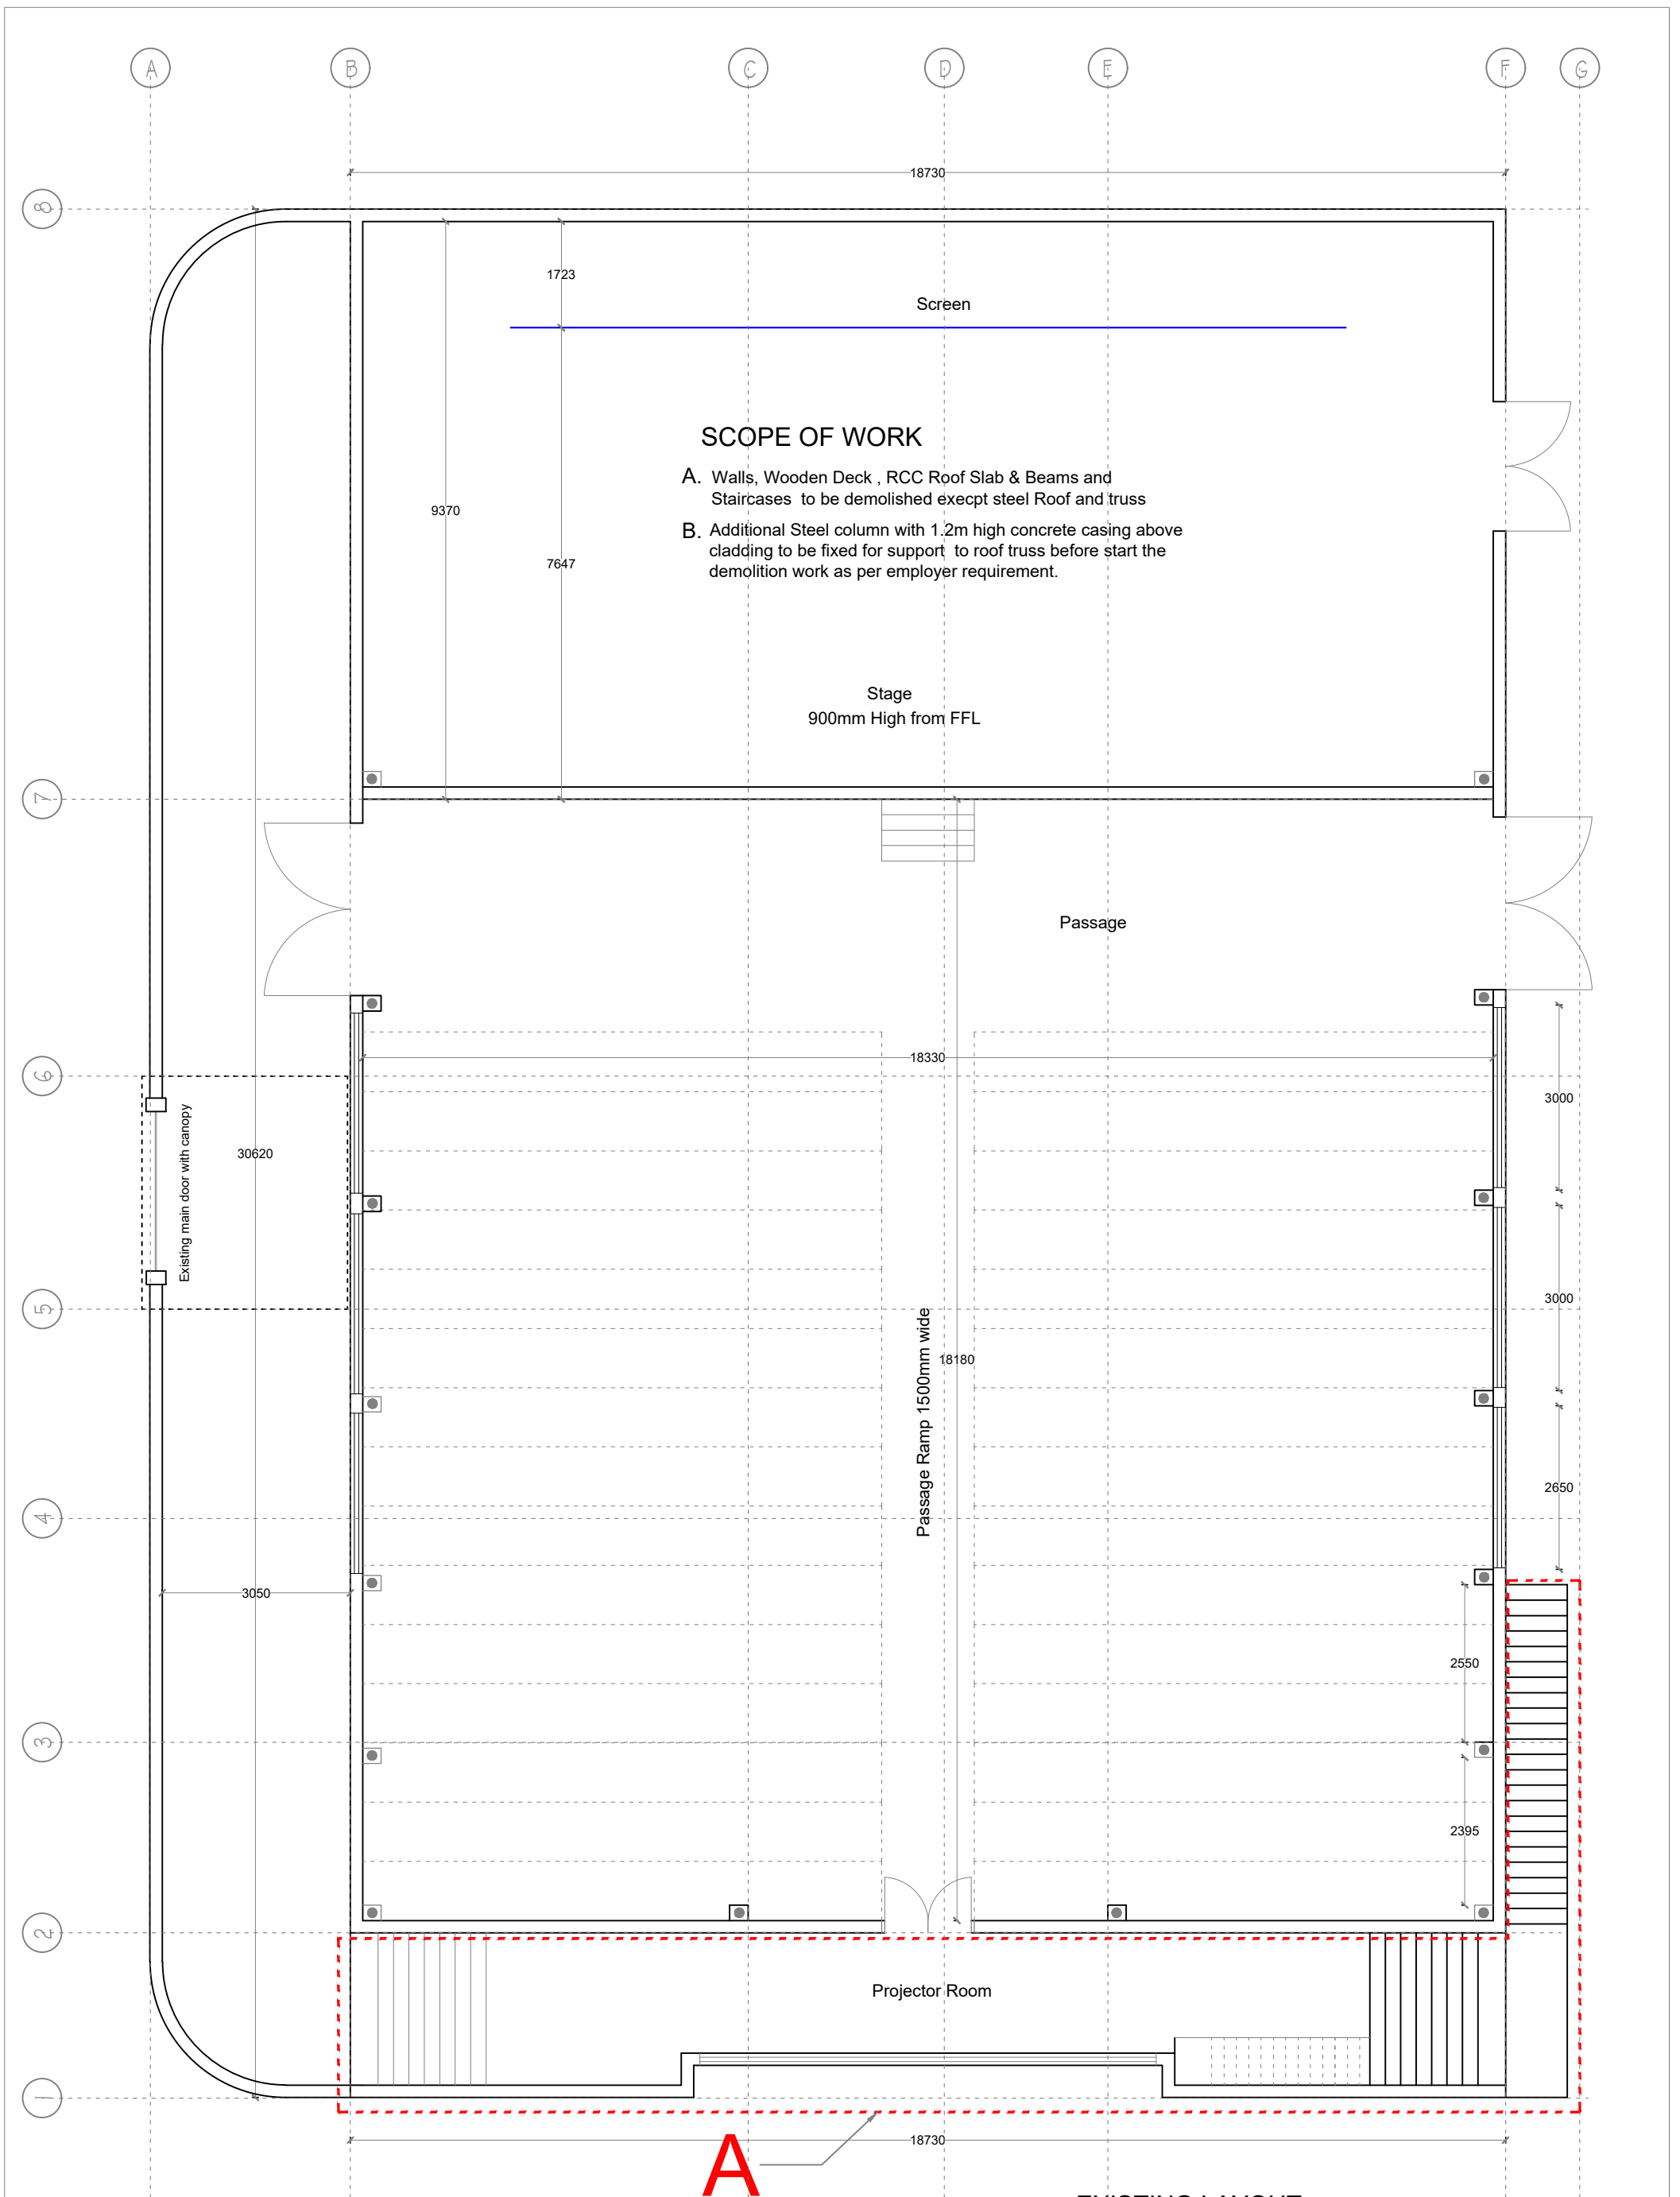 A B C D E F G
18730
8
1723
Screen
SCOPE OF WORK
A. Walls, Wooden Deck , RCC Roof Slab & Beams and
Staircases to be demolished execpt steel Roof and truss
9370
B. Additional Steel column with 1.2m high concrete casing above
cladding to be fixed for support to roof truss before start the
demolition work as per employer requirement.
7647
Stage
900mm High from FFL
7
Passage
18330
6
3000
Existing main door with canopy
30620
3000
5
Passage Ramp 1500mm wide
18180
2650
4
3050
2550
3
2395
2
Projector Room
1
18730
A